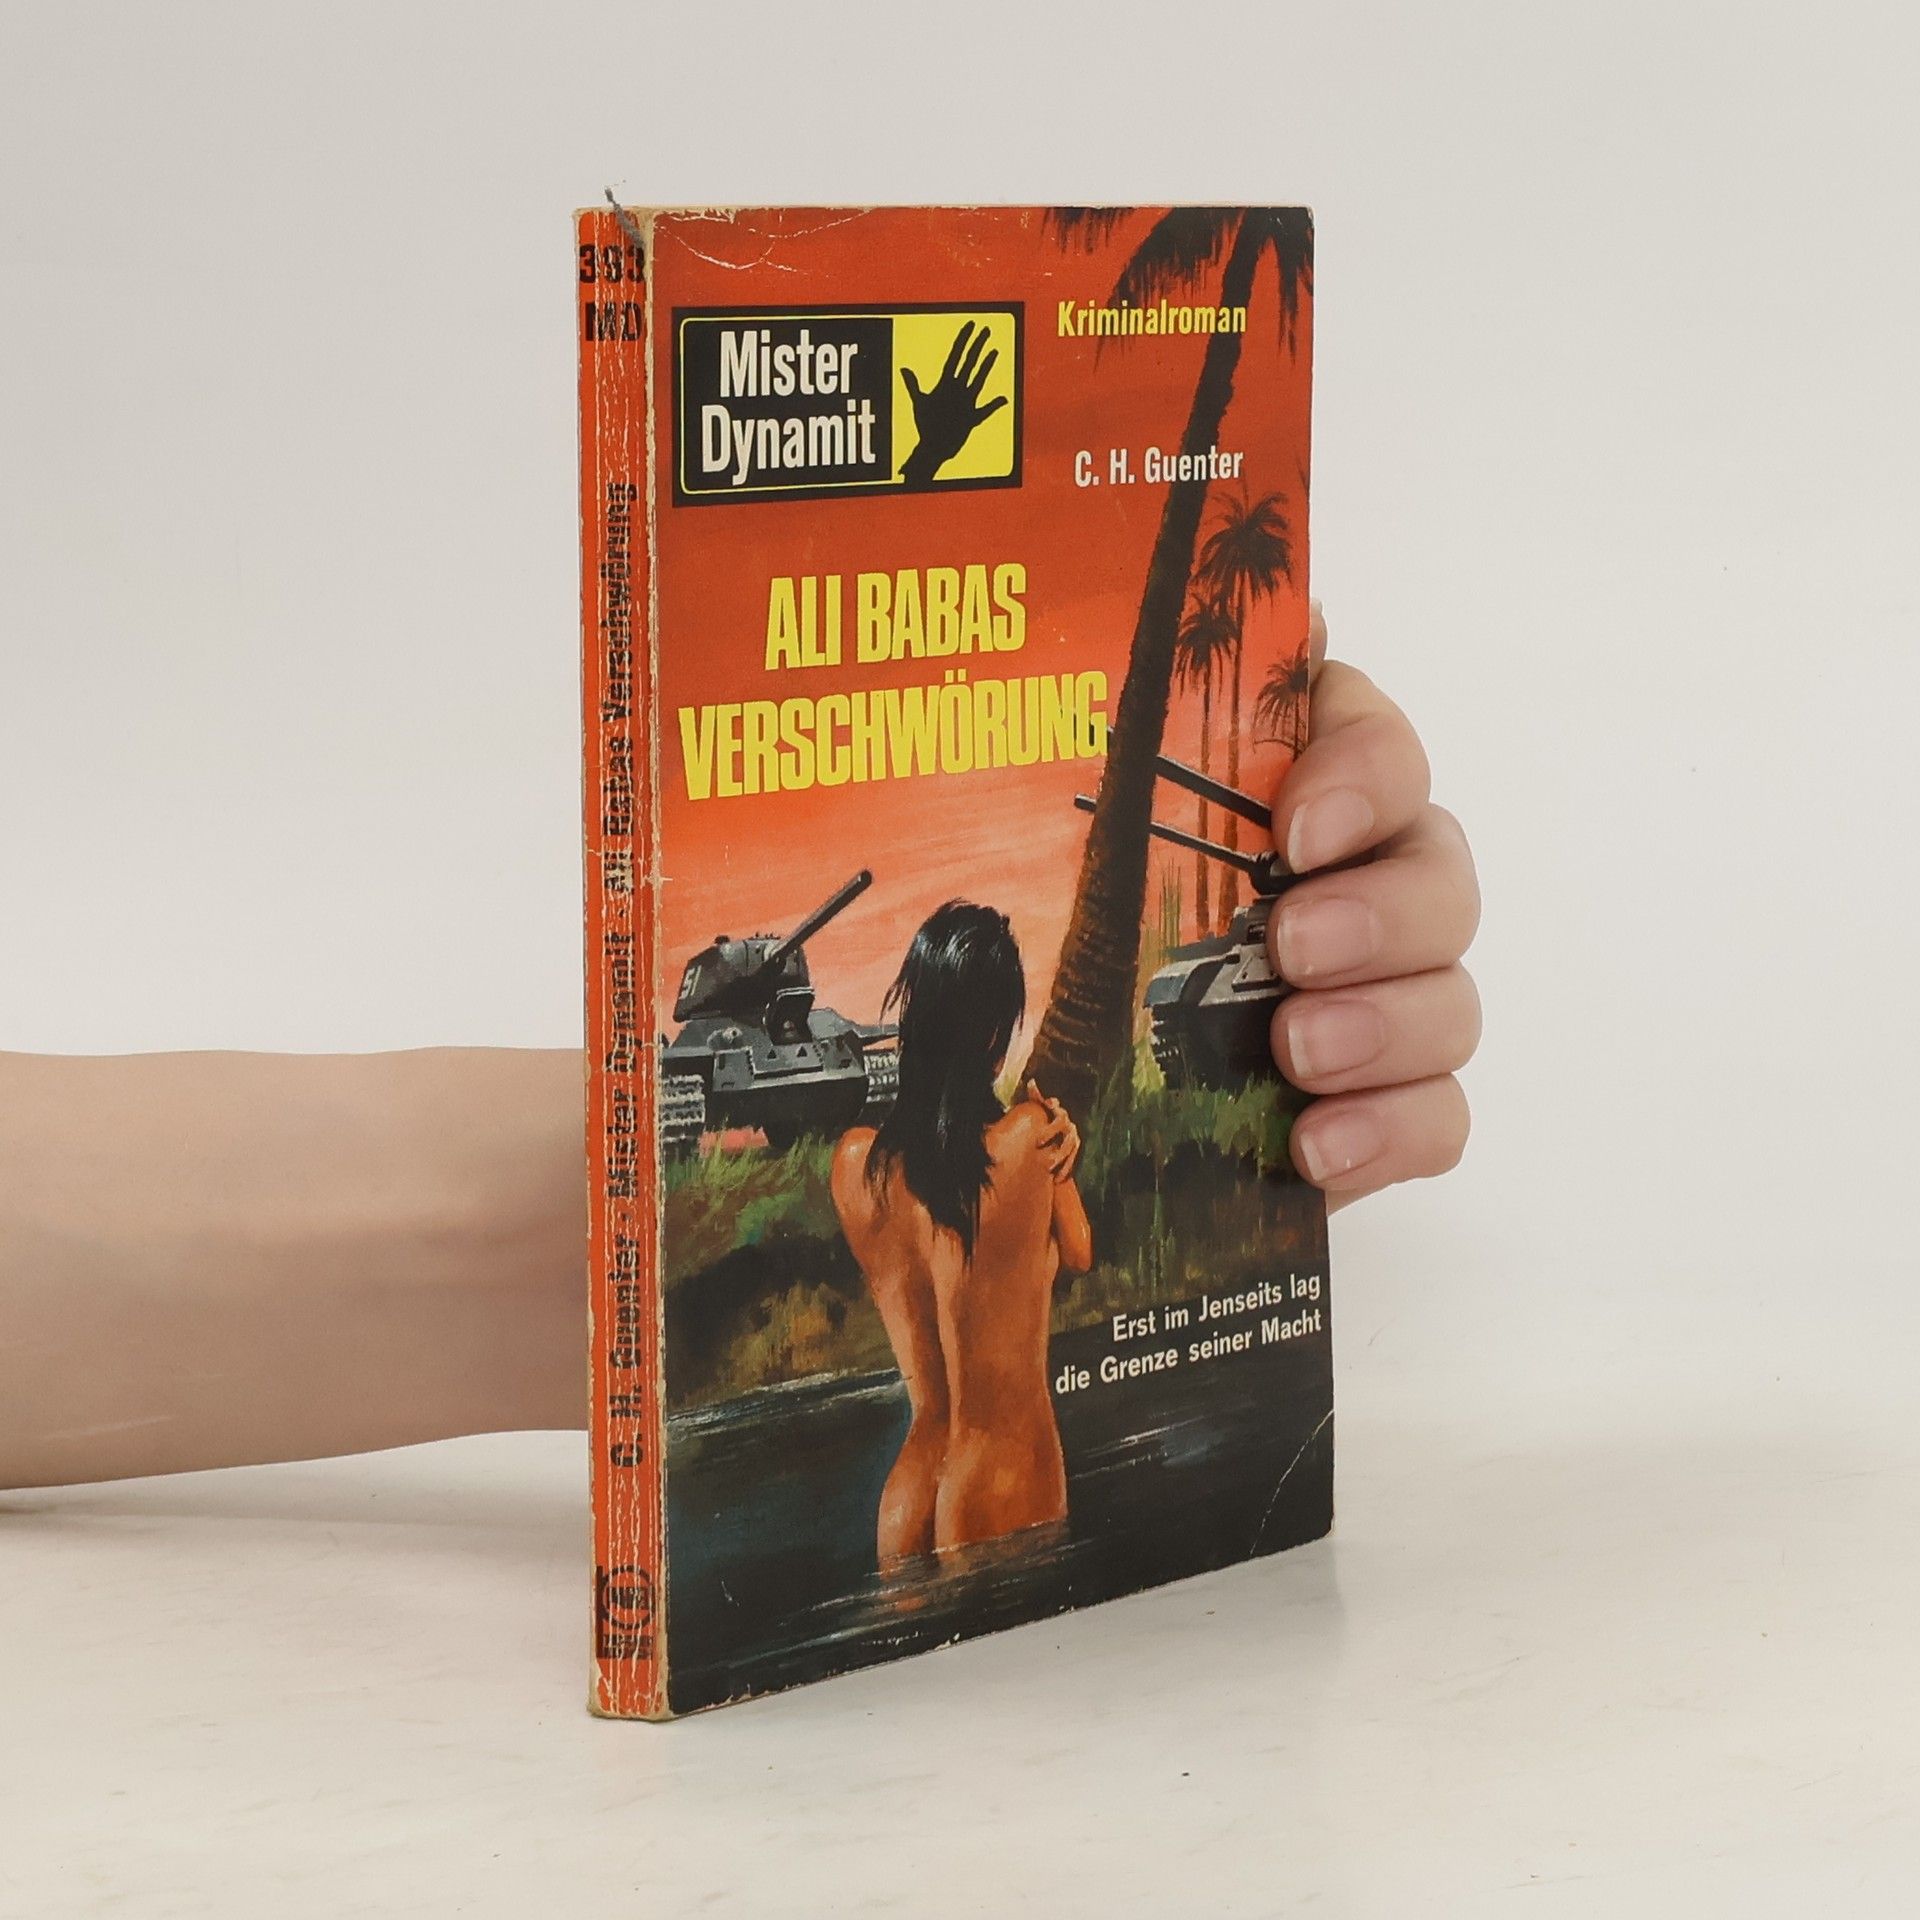 383
MD
C. H. Guenter · Mister Dynamit · Ali Babas Verschwörung
Mister
Dynamit
Kriminalroman
C. H. Guenter
ALI BABAS
VERSCHWÖRUNG
51
Erst im Jenseits lag
die Grenze seiner Macht